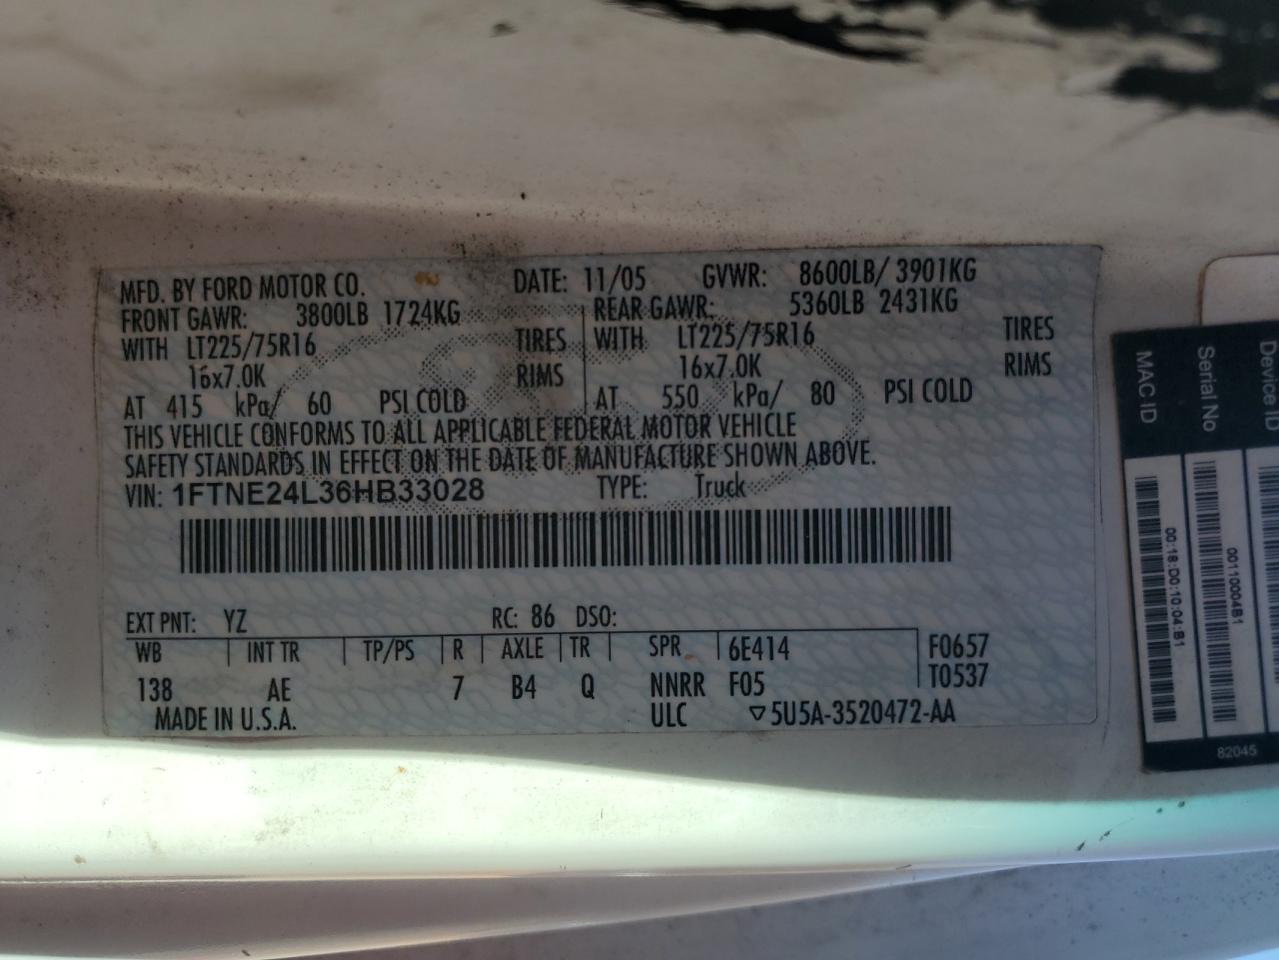 MFD. BY FORD MOTOR CO. DATE: 11/05 GVWR: 8600LB/ 3901KG
FRONT GAWR: 3800LB 1724KG REAR GAWR: 5360LB 2431KG
WITH LT225/75R16 TIRES WITH LT225/75R16 TIRES
16x7.0K RIMS 16x7.0K RIMS
AT 415 kPa/ 60 PSI COLD AT 550 kPa/ 80 PSI COLD
THIS VEHICLE CONFORMS TO ALL APPLICABLE FEDERAL MOTOR VEHICLE
SAFETY STANDARDS IN EFFECT ON THE DATE OF MANUFACTURE SHOWN ABOVE.
VIN: 1FTNE24L36HB33028 TYPE: Truck
EXT PNT: YZ RC: 86 DSO:
WB INT TR TP/PS R AXLE TR SPR 6E414 F0657
138 AE 7 B4 Q NNRR F05 T0537
MADE IN U.S.A. ULC ▽5U5A-3520472-AA
Device ID
Serial No
001100004B1
MAC ID
00:18:D0:10:04:B1
82045